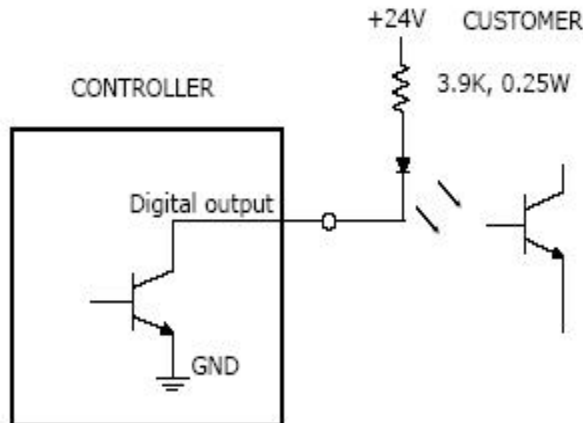 +24V
CUSTOMER
3.9K, 0.25W
CONTROLLER
Digital output
GND